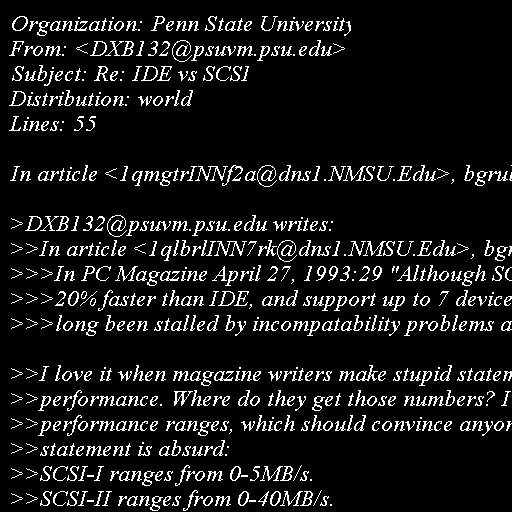 Organization: Penn State University
From: <DXB132@psuvm.psu.edu>
Subject: Re: IDE vs SCSI
Distribution: world
Lines: 55
In article <1qmgtrINNf2a@dns1.NMSU.Edu>, bgrub
>DXB132@psuvm.psu.edu writes:
>>In article <1qlbrlINN7rk@dns1.NMSU.Edu>, bgr
>>>In PC Magazine April 27, 1993:29 "Although SC
>>>20% faster than IDE, and support up to 7 device
>>>long been stalled by incompatability problems a
>>I love it when magazine writers make stupid statem
>>performance. Where do they get those numbers? I
>>performance ranges, which should convince anyon
>>statement is absurd:
>>SCSI-I ranges from 0-5MB/s.
>>SCSI-II ranges from 0-40MB/s.